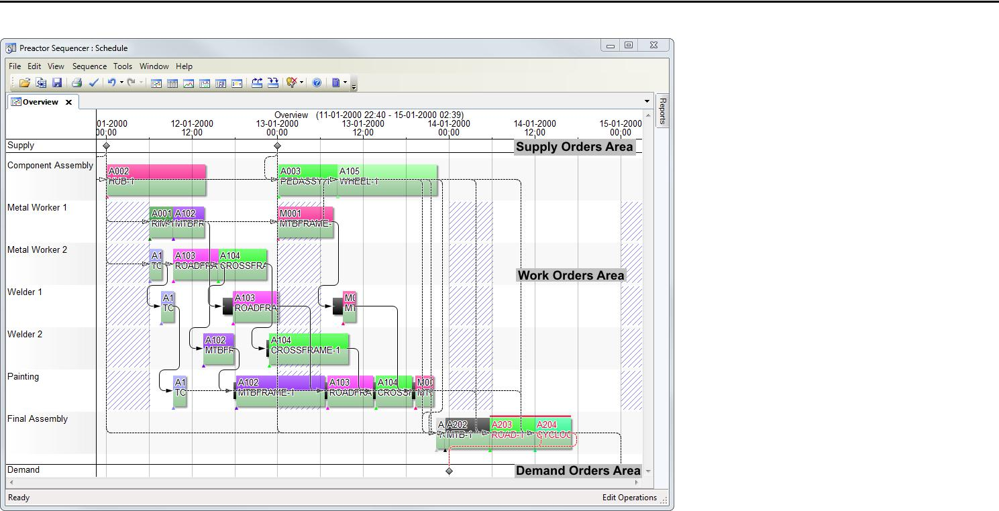 Preactor Sequencer : Schedule
File Edit View Sequence Tools Window Help
Overview
Reports
Overview (11-01-2000 22:40 - 15-01-2000 02:39)
01-2000 12-01-2000 13-01-2000 13-01-2000 14-01-2000 14-01-2000 15-01-2000
00:00 12:00 00:00 12:00 00:00 12:00 00:00
Supply
Supply Orders Area
Component Assembly
A002
HUB-1
A003
PEDASSY-1
A105
WHEEL-1
Metal Worker 1
A001
RIM-1
A102
MTBFR
M001
MTBFRAME-
Metal Worker 2
A1
TC
A103
ROADFRA
A104
CROSSFRA
Work Orders Area
Welder 1
A1
TC
A103
ROADFRA
M0
MT
Welder 2
A102
MTBFR
A104
CROSSFRAME-1
Painting
A1
TC
A102
MTBFRAME-1
A103
ROADFRA
A104
CROSSF
M0
Final Assembly
A
A202
MTB-1
A203
ROAD-1
A204
CYCLOC
Demand
Demand Orders Area
Ready
Edit Operations